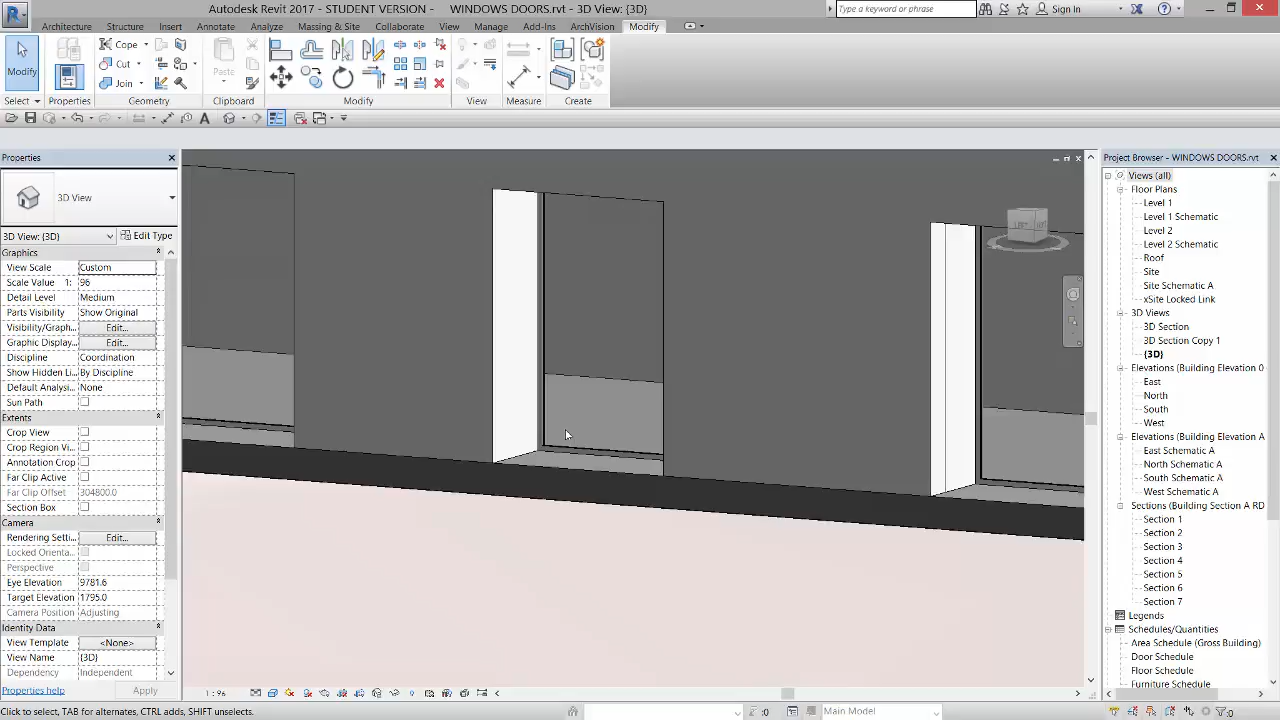 Autodesk Revit 2017 - STUDENT VERSION - WINDOWS DOORS.rvt - 3D View: {3D}
Type a keyword or phrase
Sign In
Architecture Structure Insert Annotate Analyze Massing & Site Collaborate View Manage Add-Ins ArchVision Modify
Modify
Cope
Cut
Join
Paste
Select Properties Geometry Clipboard Modify View Measure Create
Properties
3D View
3D View: {3D} Edit Type
Graphics
View Scale Custom
Scale Value 1: 96
Detail Level Medium
Parts Visibility Show Original
Visibility/Graph... Edit...
Graphic Display... Edit...
Discipline Coordination
Show Hidden Li... By Discipline
Default Analysi... None
Sun Path
Extents
Crop View
Crop Region Vi...
Annotation Crop
Far Clip Active
Far Clip Offset 304800.0
Section Box
Camera
Rendering Setti... Edit...
Locked Orienta...
Perspective
Eye Elevation 9781.6
Target Elevation 1795.0
Camera Position Adjusting
Identity Data
View Template <None>
View Name {3D}
Dependency Independent
Properties help Apply
1 : 96
Project Browser - WINDOWS DOORS.rvt
Views (all)
Floor Plans
Level 1
Level 1 Schematic
Level 2
Level 2 Schematic
Roof
Site
Site Schematic A
xSite Locked Link
3D Views
3D Section
3D Section Copy 1
{3D}
Elevations (Building Elevation 0
East
North
South
West
Elevations (Building Elevation A
East Schematic A
North Schematic A
South Schematic A
West Schematic A
Sections (Building Section A RD
Section 1
Section 2
Section 3
Section 4
Section 5
Section 6
Section 7
Legends
Schedules/Quantities
Area Schedule (Gross Building)
Door Schedule
Floor Schedule
Furniture Schedule
Click to select, TAB for alternates, CTRL adds, SHIFT unselects.
:0
Main Model
:0